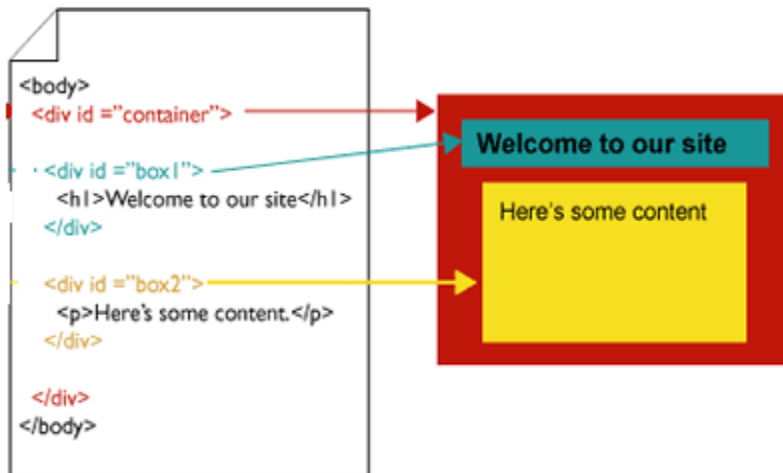 <body>
<div id ="container">
<div id ="box1">
<h1>Welcome to our site</h1>
</div>
<div id ="box2">
<p>Here's some content.</p>
</div>
</div>
</body>
Welcome to our site
Here's some content